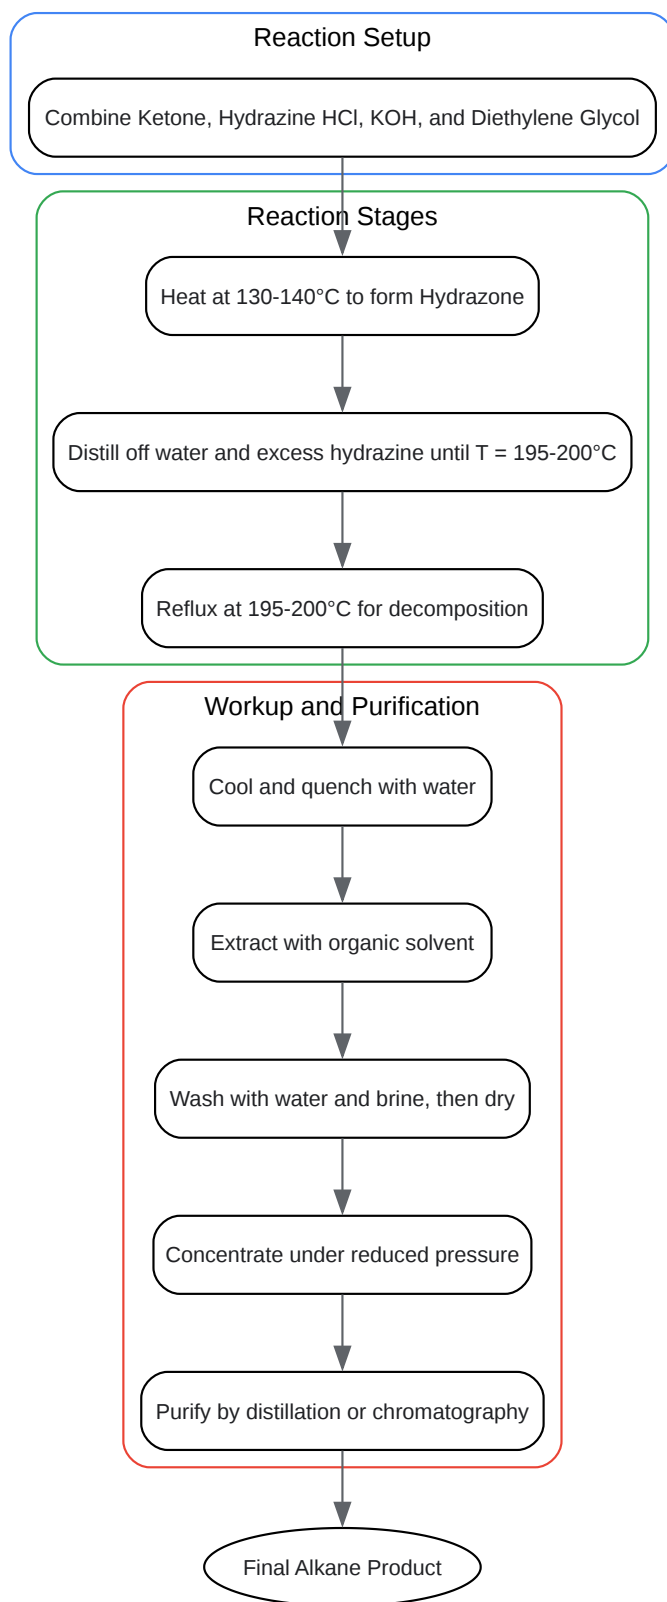 Reaction Setup
Combine Ketone, Hydrazine HCl, KOH, and Diethylene Glycol
Reaction Stages
Heat at 130-140°C to form Hydrazone
Distill off water and excess hydrazine until T = 195-200°C
Reflux at 195-200°C for decomposition
Workup and Purification
Cool and quench with water
Extract with organic solvent
Wash with water and brine, then dry
Concentrate under reduced pressure
Purify by distillation or chromatography
Final Alkane Product